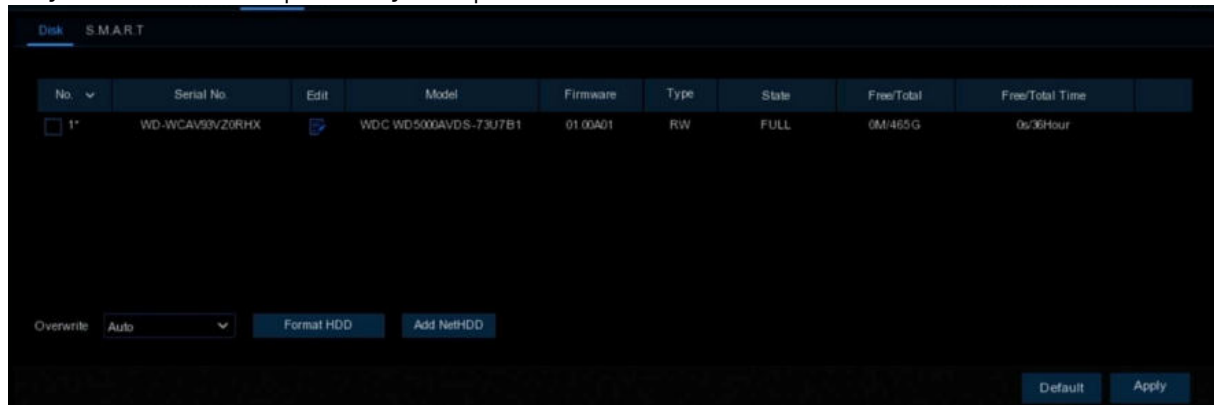 Disk S.M.A.R.T
No. Serial No. Edit Model Firmware Type State Free/Total Free/Total Time
1* WD-WCAV93VZ0RHX WDC WD5000AVDS-73U7B1 01.00A01 RW FULL 0M/465G 0s/36Hour
Overwrite Auto Format HDD Add NetHDD
Default Apply